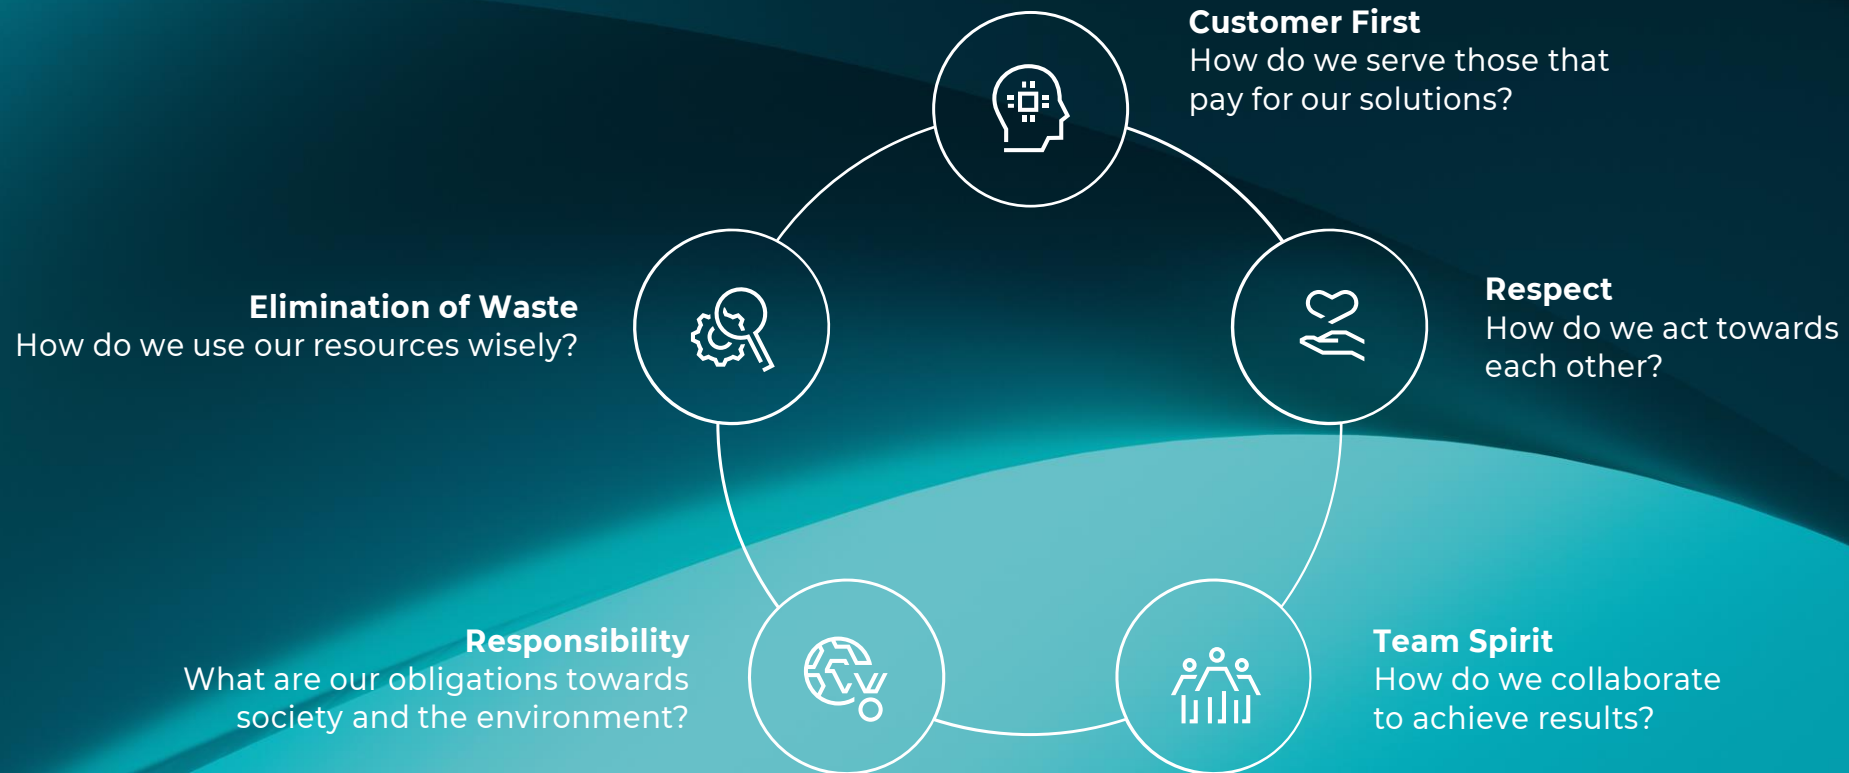 Customer First
How do we serve those that
pay for our solutions?
Respect
How do we act towards
each other?
Team Spirit
How do we collaborate
to achieve results?
Responsibility
What are our obligations towards
society and the environment?
Elimination of Waste
How do we use our resources wisely?